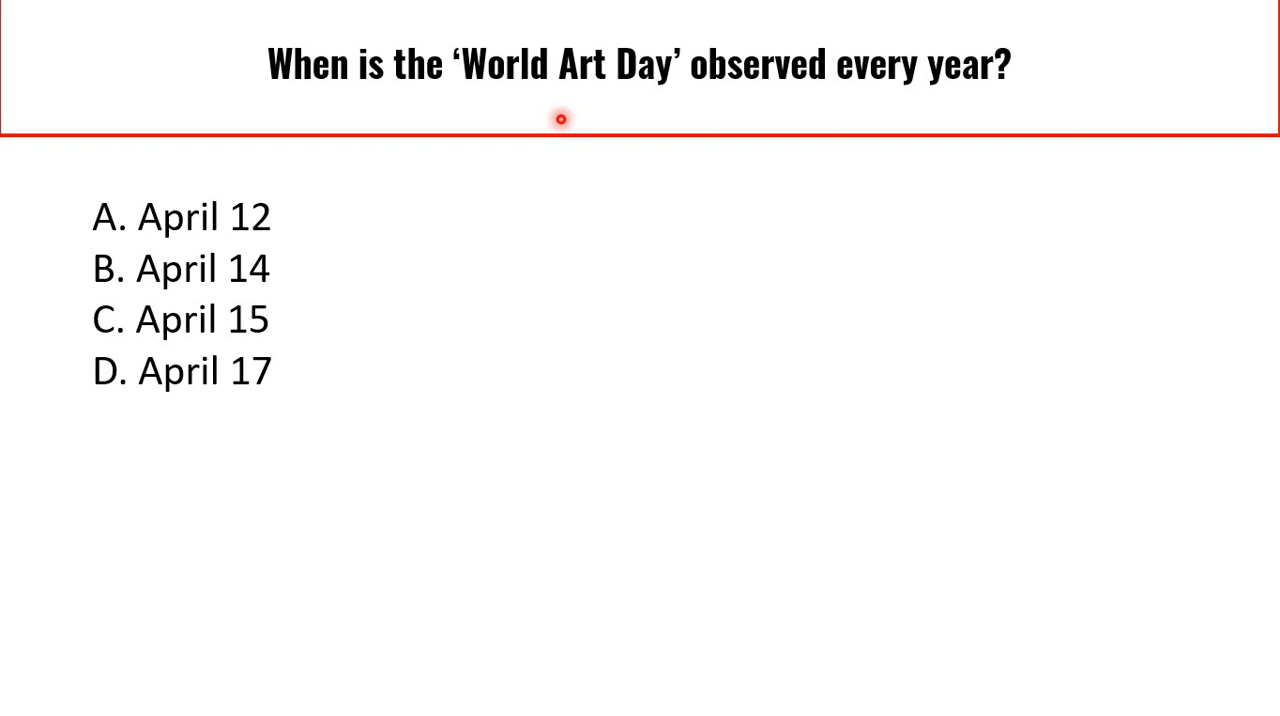 When is the ‘World Art Day’ observed every year?
A. April 12
B. April 14
C. April 15
D. April 17